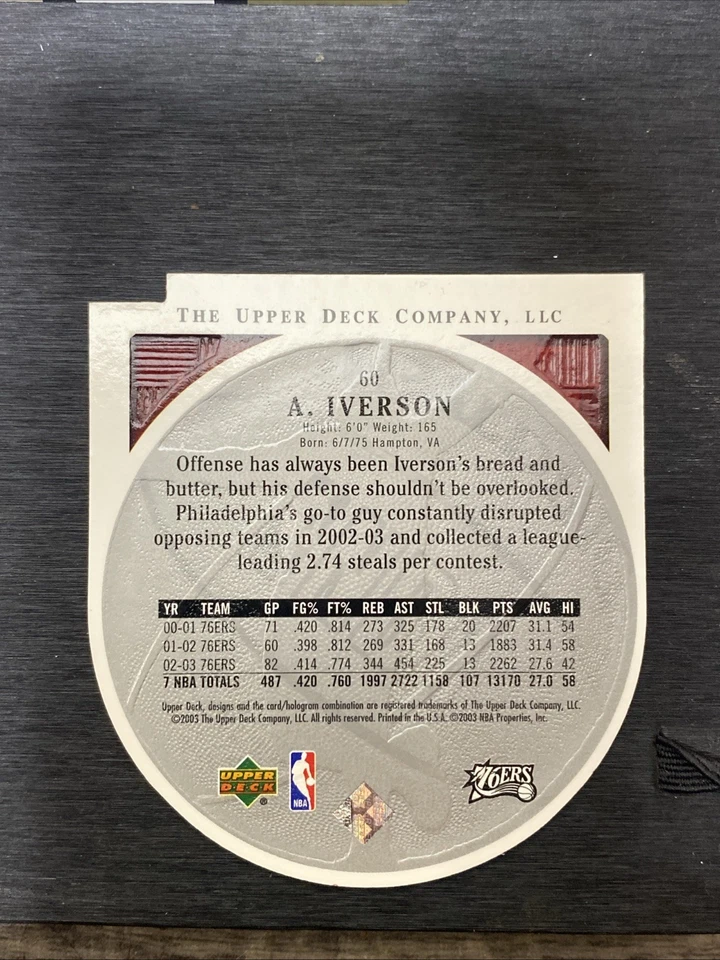 THE UPPER DECK COMPANY, LLC
60
A. IVERSON
Height: 6'0" Weight: 165
Born: 6/7/75 Hampton, VA
Offense has always been Iverson's bread and
butter, but his defense shouldn't be overlooked.
Philadelphia's go-to guy constantly disrupted
opposing teams in 2002-03 and collected a league-
leading 2.74 steals per contest.
YR TEAM GP FG% FT% REB AST STL BLK PTS AVG HI
00-01 76ERS 71 .420 .814 273 325 178 20 2207 31.1 54
01-02 76ERS 60 .398 .812 269 331 168 13 1883 31.4 58
02-03 76ERS 82 .414 .774 344 454 225 13 2262 27.6 42
7 NBA TOTALS 487 .420 .760 1997 2722 1158 107 13170 27.0 58
Upper Deck, designs and the card/hologram combination are registered trademarks of The Upper Deck Company, LLC.
©2003 The Upper Deck Company, LLC. All rights reserved. Printed in the U.S.A. ©2003 NBA Properties, Inc.
UPPER
DECK
®
NBA
76ERS